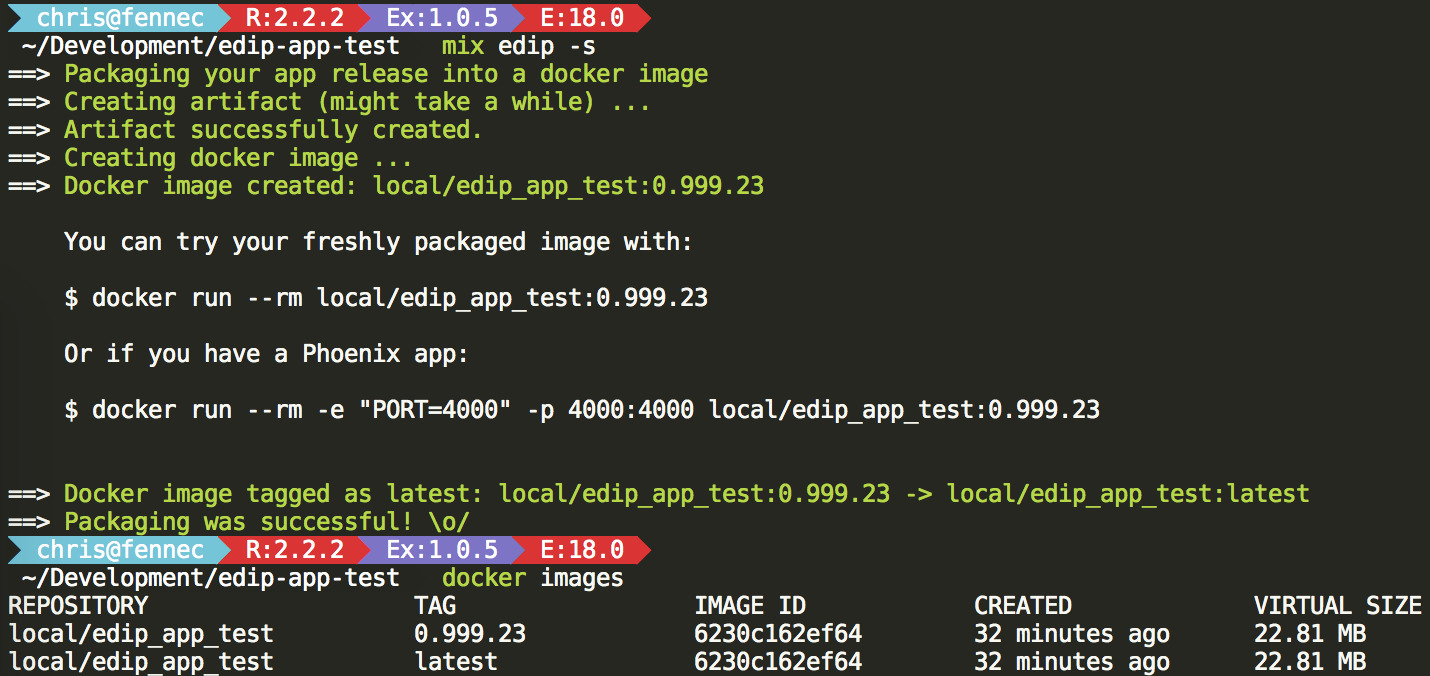 chris@fennec R:2.2.2 Ex:1.0.5 E:18.0
~/Development/edip-app-test mix edip -s
==> Packaging your app release into a docker image
==> Creating artifact (might take a while) ...
==> Artifact successfully created.
==> Creating docker image ...
==> Docker image created: local/edip_app_test:0.999.23
You can try your freshly packaged image with:
$ docker run --rm local/edip_app_test:0.999.23
Or if you have a Phoenix app:
$ docker run --rm -e "PORT=4000" -p 4000:4000 local/edip_app_test:0.999.23
==> Docker image tagged as latest: local/edip_app_test:0.999.23 -> local/edip_app_test:latest
==> Packaging was successful! \o/
chris@fennec R:2.2.2 Ex:1.0.5 E:18.0
~/Development/edip-app-test docker images
REPOSITORY TAG IMAGE ID CREATED VIRTUAL SIZE
local/edip_app_test 0.999.23 6230c162ef64 32 minutes ago 22.81 MB
local/edip_app_test latest 6230c162ef64 32 minutes ago 22.81 MB